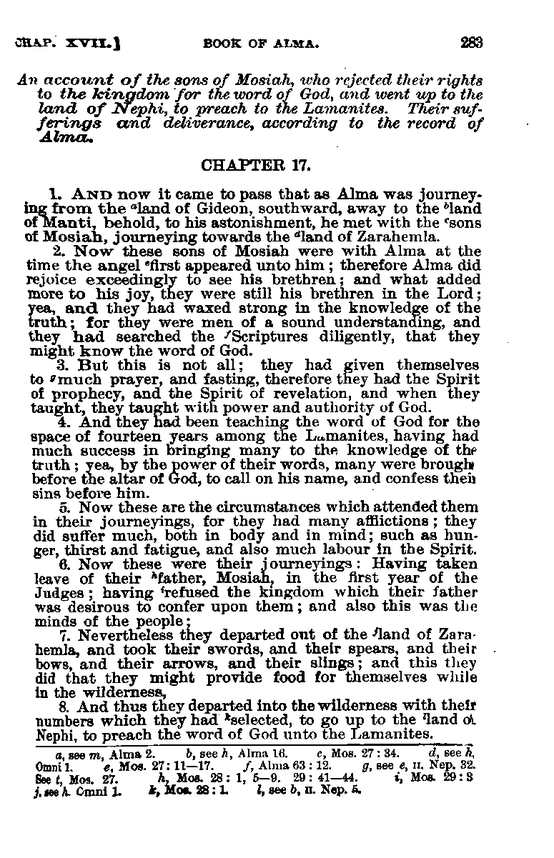 CHAP. XVII.] BOOK OF ALMA. 283
An account of the sons of Mosiah, who rejected their rights
to the kingdom for the word of God, and went up to the
land of Nephi, to preach to the Lamanites. Their suf-
ferings and deliverance, according to the record of
Alma.
CHAPTER 17.
1. AND now it came to pass that as Alma was journey-
ing from the ᵃland of Gideon, southward, away to the ᵇland
of Manti, behold, to his astonishment, he met with the ᶜsons
of Mosiah, journeying towards the ᵈland of Zarahemla.
2. Now these sons of Mosiah were with Alma at the
time the angel ᵉfirst appeared unto him; therefore Alma did
rejoice exceedingly to see his brethren; and what added
more to his joy, they were still his brethren in the Lord;
yea, and they had waxed strong in the knowledge of the
truth; for they were men of a sound understanding, and
they had searched the ᶠScriptures diligently, that they
might know the word of God.
3. But this is not all; they had given themselves
to ᵍmuch prayer, and fasting, therefore they had the Spirit
of prophecy, and the Spirit of revelation, and when they
taught, they taught with power and authority of God.
4. And they had been teaching the word of God for the
space of fourteen years among the Lamanites, having had
much success in bringing many to the knowledge of the
truth; yea, by the power of their words, many were brought
before the altar of God, to call on his name, and confess their
sins before him.
5. Now these are the circumstances which attended them
in their journeyings, for they had many afflictions; they
did suffer much, both in body and in mind; such as hun-
ger, thirst and fatigue, and also much labour in the Spirit.
6. Now these were their journeyings: Having taken
leave of their ʰfather, Mosiah, in the first year of the
Judges; having ⁱrefused the kingdom which their father
was desirous to confer upon them; and also this was the
minds of the people;
7. Nevertheless they departed out of the ʲland of Zara-
hemla, and took their swords, and their spears, and their
bows, and their arrows, and their slings; and this they
did that they might provide food for themselves while
in the wilderness,
8. And thus they departed into the wilderness with their
numbers which they had ᵏselected, to go up to the ˡland of
Nephi, to preach the word of God unto the Lamanites.
a, see m, Alma 2. b, see h, Alma 16. c, Mos. 27:34. d, see h,
Omni 1. e, Mos. 27:11—17. f, Alma 63:12. g, see e, II. Nep. 32.
See t, Mos. 27. h, Mos. 28:1, 5—9. 29:41—44. i, Mos. 29:3
j, see h. Omni 1. k, Mos. 28:1. l, see b, II. Nep. 5.